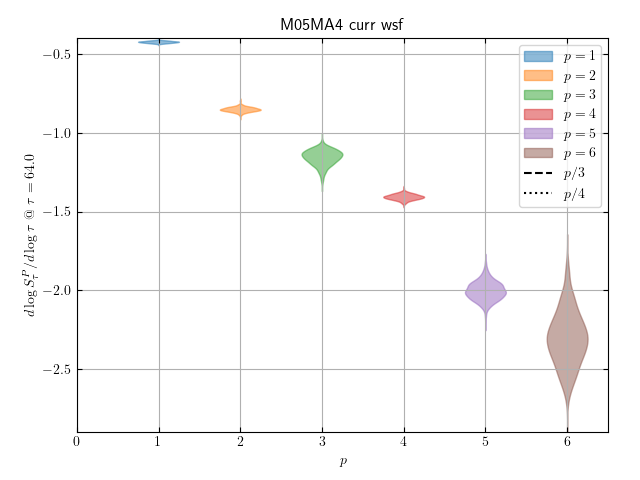 M05MA4 curr wsf
−0.5
−1.0
−1.5
−2.0
−2.5
d log S_τ^P / d log τ @ τ = 64.0
0 1 2 3 4 5 6
p
p = 1
p = 2
p = 3
p = 4
p = 5
p = 6
p/3
p/4